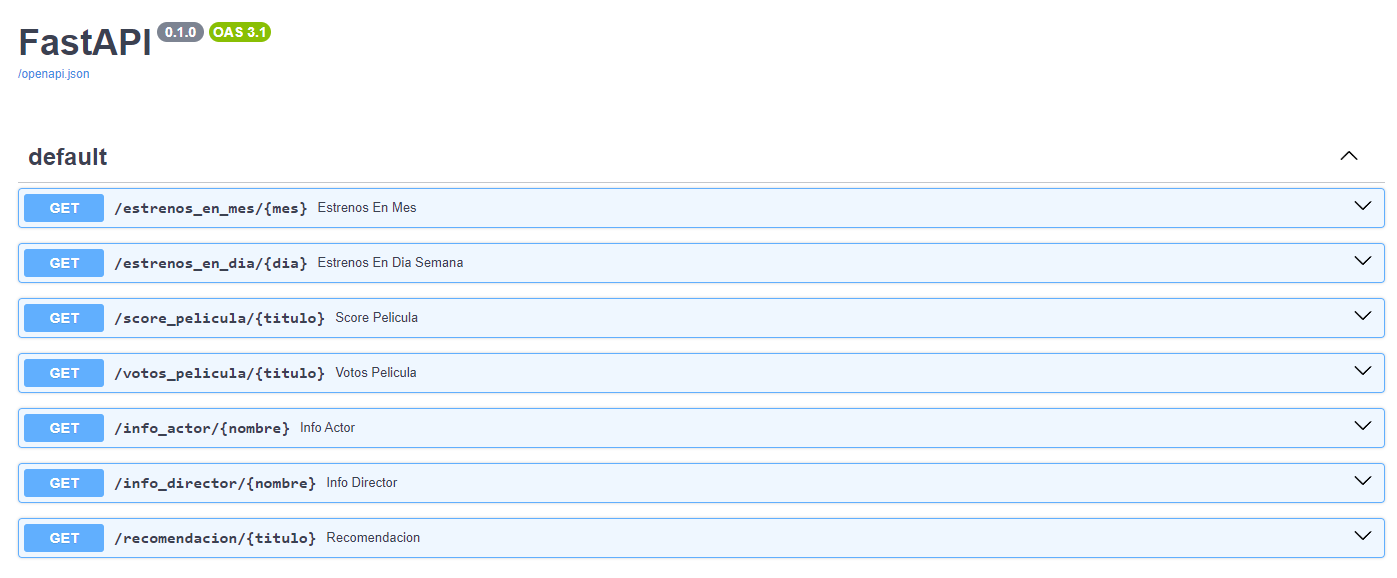 FastAPI 0.1.0 OAS 3.1
/openapi.json
default
GET /estrenos_en_mes/{mes} Estrenos En Mes
GET /estrenos_en_dia/{dia} Estrenos En Dia Semana
GET /score_pelicula/{titulo} Score Pelicula
GET /votos_pelicula/{titulo} Votos Pelicula
GET /info_actor/{nombre} Info Actor
GET /info_director/{nombre} Info Director
GET /recomendacion/{titulo} Recomendacion